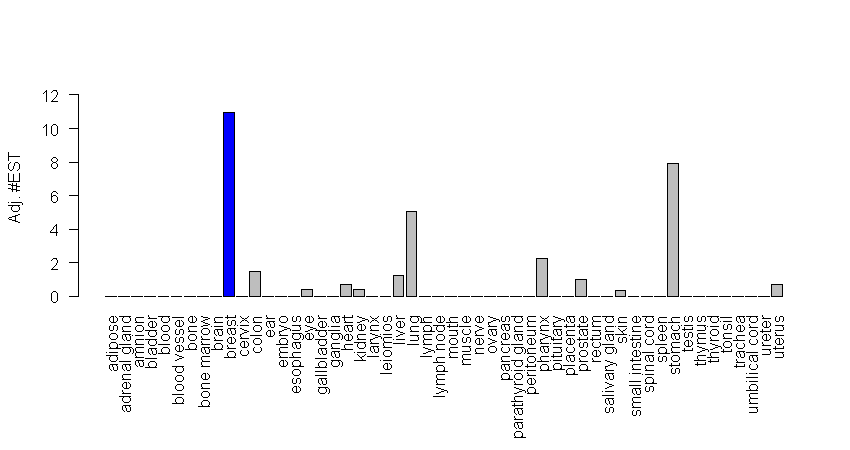 Adj. #EST
12
10
8
6
4
2
0
adipose
adrenal gland
amnion
bladder
blood
blood vessel
bone
bone marrow
brain
breast
cervix
colon
ear
embryo
esophagus
eye
gallbladder
ganglia
heart
kidney
larynx
leiomios
liver
lung
lymph
lymph node
mouth
muscle
nerve
ovary
pancreas
parathyroid gland
peritoneum
pharynx
pituitary
placenta
prostate
rectum
salivary gland
skin
small intestine
spinal cord
spleen
stomach
testis
thymus
thyroid
tonsil
trachea
umbilical cord
ureter
uterus